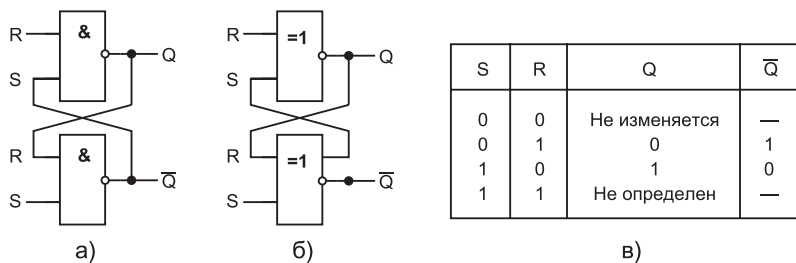 R
&
Q
S
R
&
Q̅
S
а)
R
=1
Q
S
R
=1
Q̅
S
б)
S R Q Q̅
0 0 Не изменяется —
0 1 0 1
1 0 1 0
1 1 Не определен —
в)